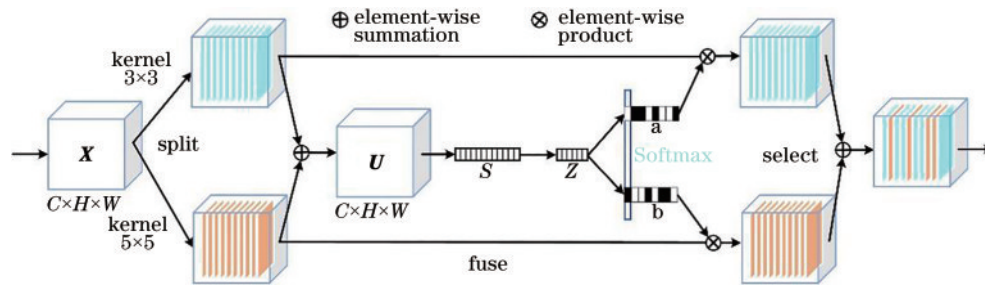 ⊕ element-wise
summation
⊗ element-wise
product
kernel
3×3
X
split
C×H×W
kernel
5×5
U
C×H×W
S
Z
a
Softmax
b
fuse
select